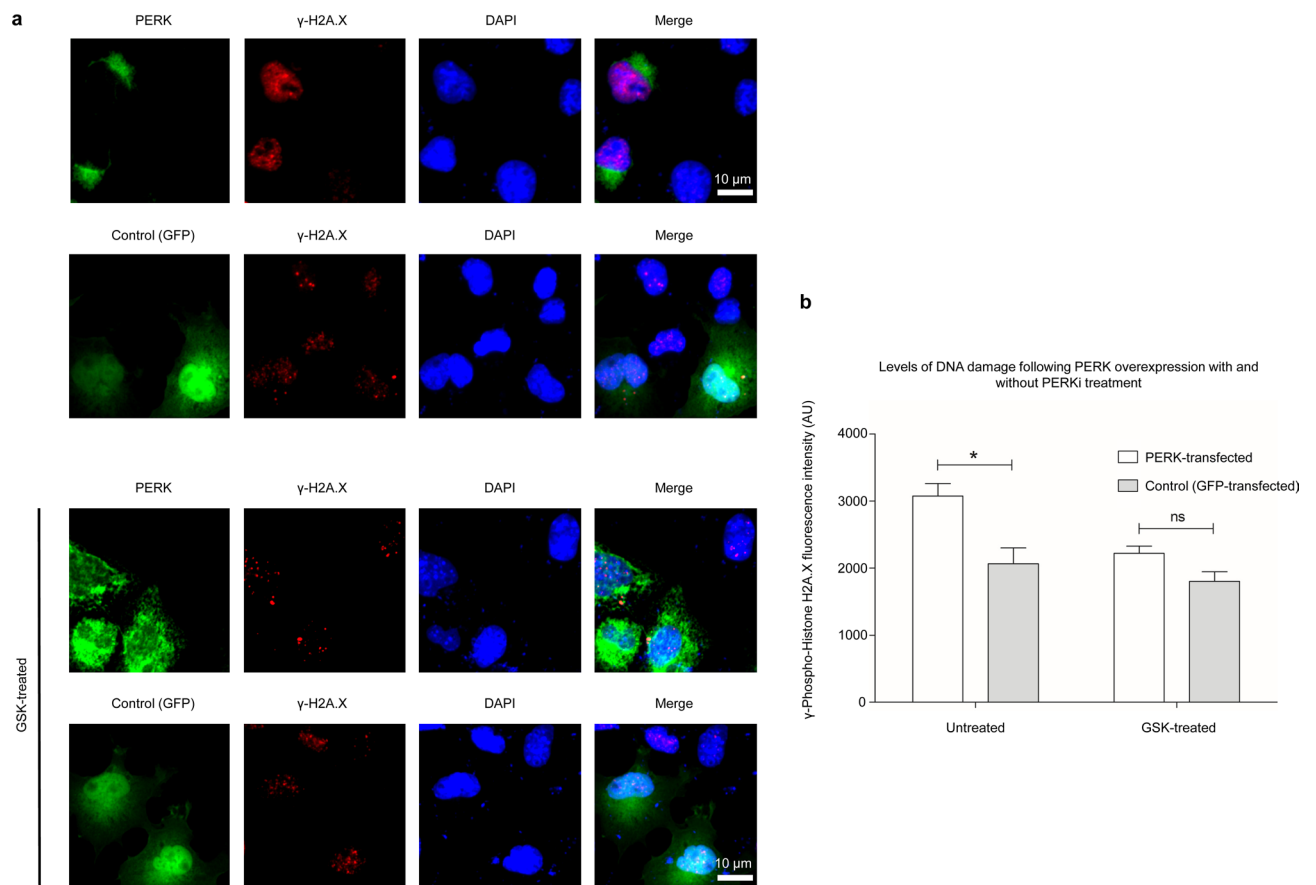 a
PERK γ-H2A.X DAPI Merge
10 μm
Control (GFP) γ-H2A.X DAPI Merge
GSK-treated
PERK γ-H2A.X DAPI Merge
Control (GFP) γ-H2A.X DAPI Merge
10 μm
b
Levels of DNA damage following PERK overexpression with and
without PERKi treatment
γ-Phospho-Histone H2A.X fluorescence intensity (AU)
4000
3000
2000
1000
0
*
ns
PERK-transfected
Control (GFP-transfected)
Untreated GSK-treated